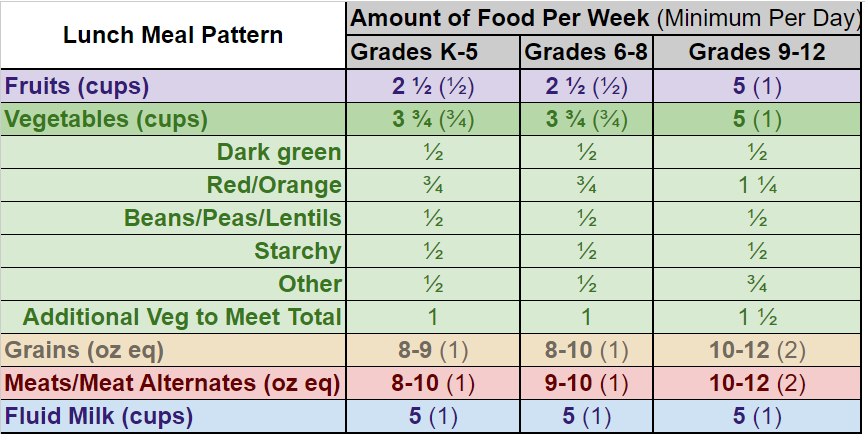 Lunch Meal Pattern
Amount of Food Per Week (Minimum Per Day)
Grades K-5 Grades 6-8 Grades 9-12
Fruits (cups) 2 ½ (½) 2 ½ (½) 5 (1)
Vegetables (cups) 3 ¾ (¾) 3 ¾ (¾) 5 (1)
Dark green ½ ½ ½
Red/Orange ¾ ¾ 1 ¼
Beans/Peas/Lentils ½ ½ ½
Starchy ½ ½ ½
Other ½ ½ ¾
Additional Veg to Meet Total 1 1 1 ½
Grains (oz eq) 8-9 (1) 8-10 (1) 10-12 (2)
Meats/Meat Alternates (oz eq) 8-10 (1) 9-10 (1) 10-12 (2)
Fluid Milk (cups) 5 (1) 5 (1) 5 (1)